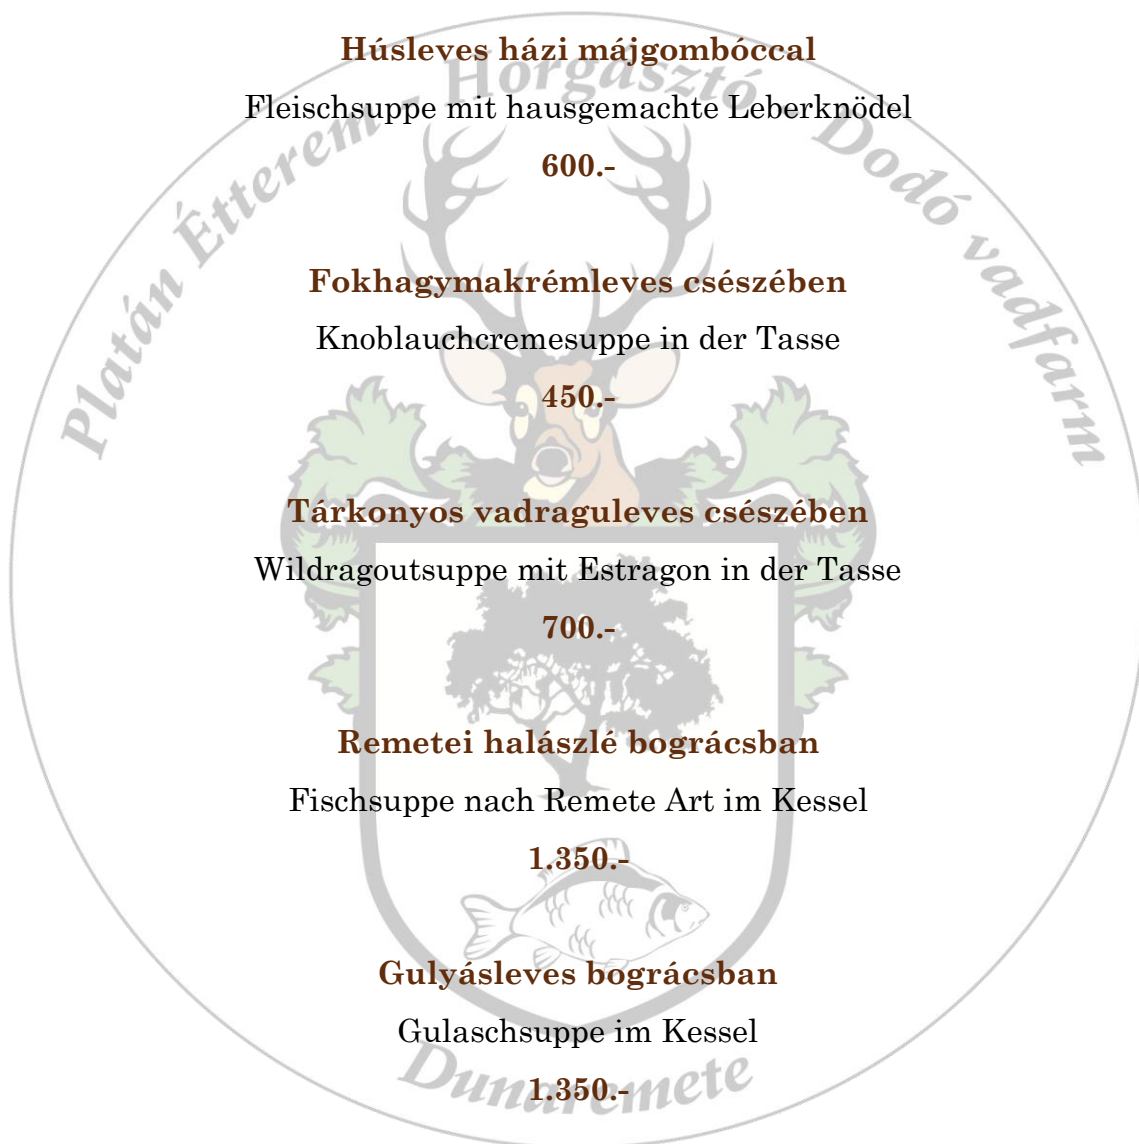 Platán Étterem - Horgásztó Dodó vadfarm
Húsleves házi májgombóccal
Fleischsuppe mit hausgemachte Leberknödel
600.-
Fokhagymakrémleves csészében
Knoblauchcremesuppe in der Tasse
450.-
Tárkonyos vadraguleves csészében
Wildragoutsuppe mit Estragon in der Tasse
700.-
Remetei halászlé bográcsban
Fischsuppe nach Remete Art im Kessel
1.350.-
Gulyásleves bográcsban
Gulaschsuppe im Kessel
1.350.-
Dunaremete